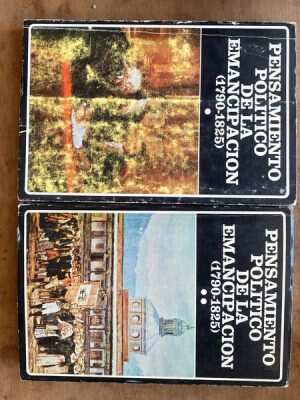 PENSAMIENTO
POLITICO
DE LA
EMANCIPACION
(1790-1825)
PENSAMIENTO
POLITICO
DE LA
EMANCIPACION
(1790-1825)